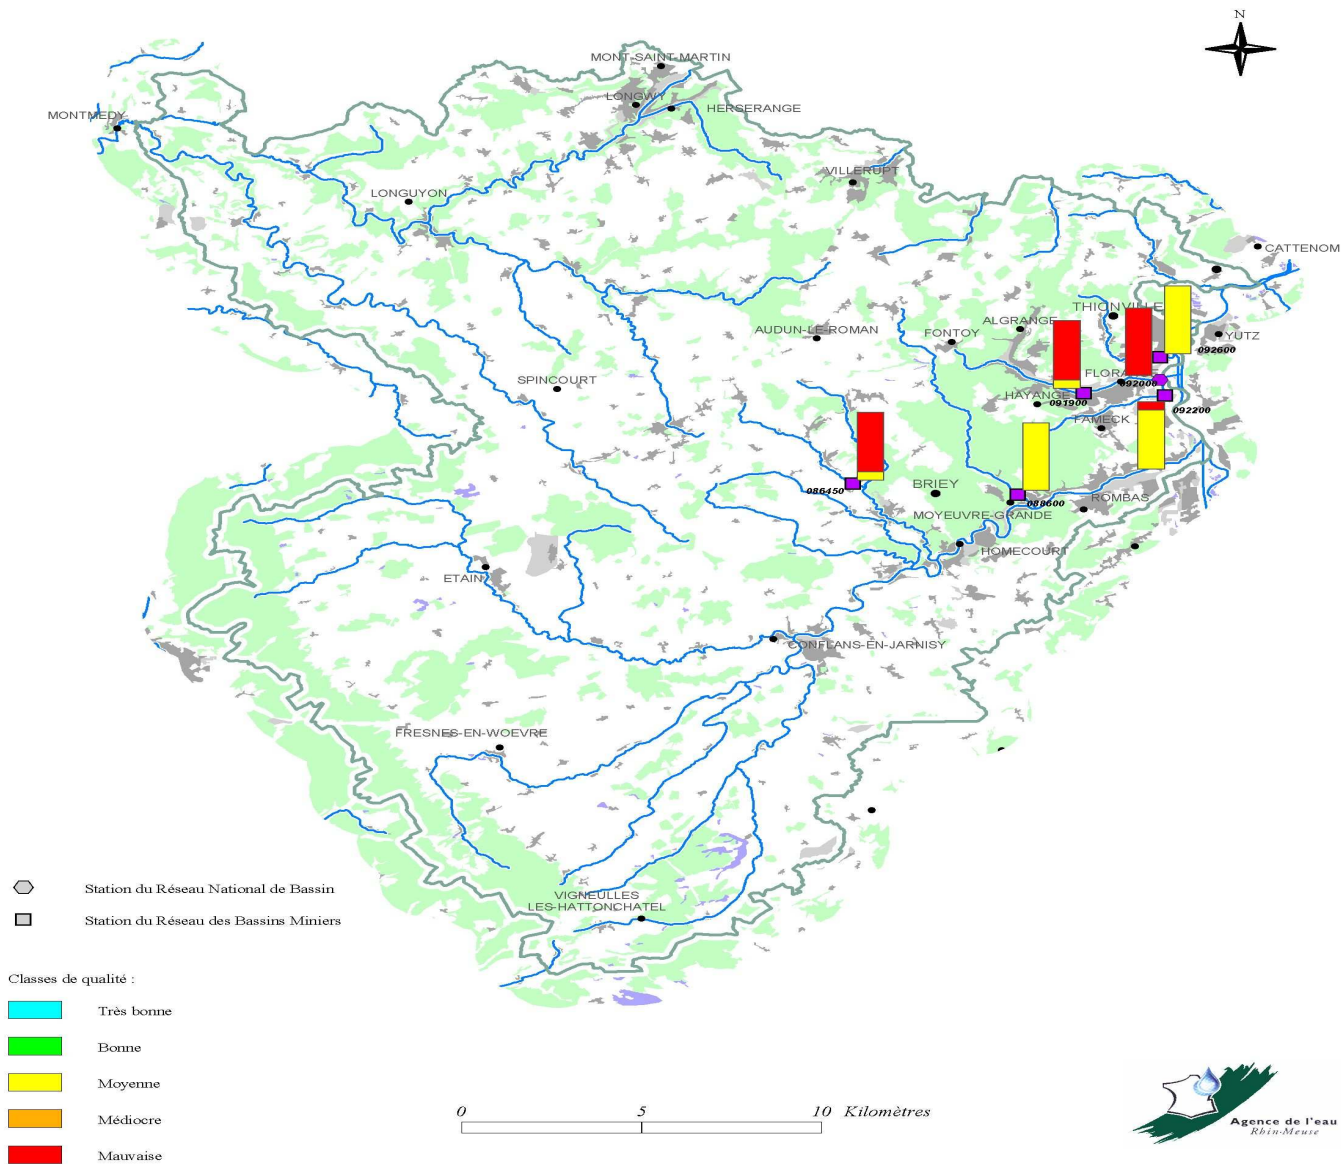 N
MONT-SAINT-MARTIN
LONGWY
HERSERANGE
MONTMEDY
VILLERUPT
LONGUYON
CATTENOM
THIONVILLE
ALGRANGE
AUDUN-LE-ROMAN
FONTOY
YUTZ
092600
FLORANGE
SPINCOURT
092000
HAYANGE
091900
092200
FAMECK
086450
BRIEY
088600
ROMBAS
MOYEUVRE-GRANDE
HOMECOURT
ETAIN
CONFLANS-EN-JARNISY
FRESNES-EN-WOEVRE
Station du Réseau National de Bassin
VIGNEULLES
LES-HATTONCHATEL
Station du Réseau des Bassins Miniers
Classes de qualité :
Très bonne
Bonne
Moyenne
Médiocre
Mauvaise
0 5 10 Kilomètres
Agence de l'eau
Rhin-Meuse